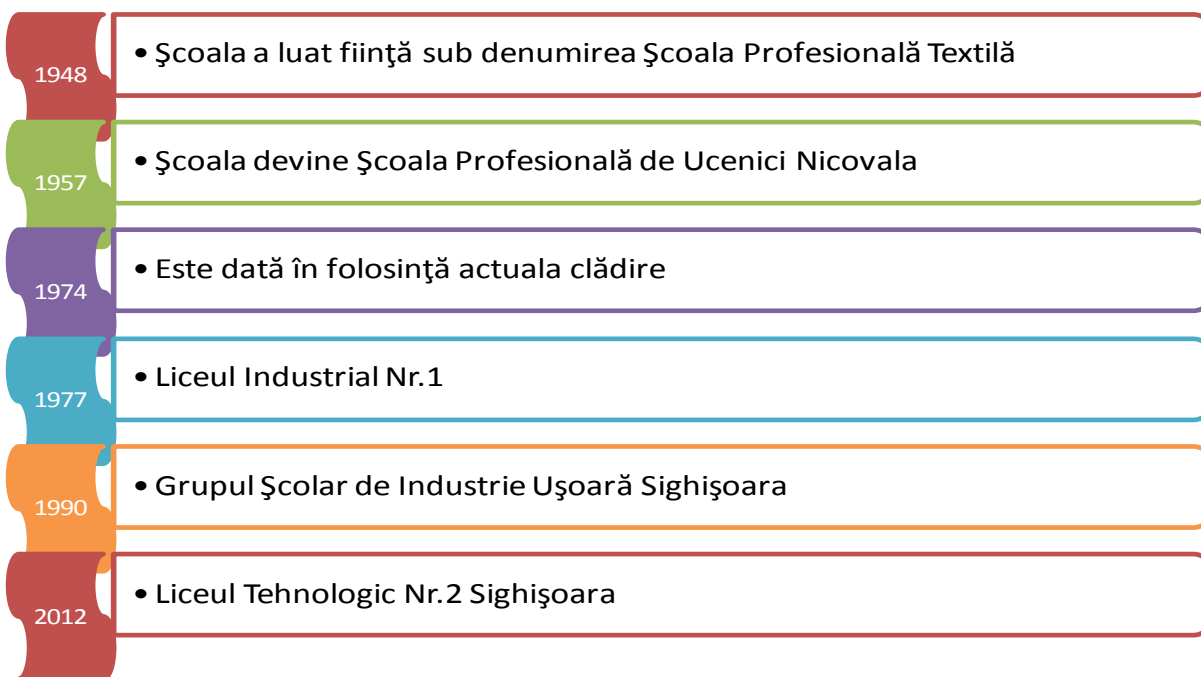 1948
• Şcoala a luat fiinţă sub denumirea Şcoala Profesională Textilă
1957
• Şcoala devine Şcoala Profesională de Ucenici Nicovala
1974
• Este dată în folosinţă actuala clădire
1977
• Liceul Industrial Nr.1
1990
• Grupul Şcolar de Industrie Uşoară Sighişoara
2012
• Liceul Tehnologic Nr.2 Sighişoara